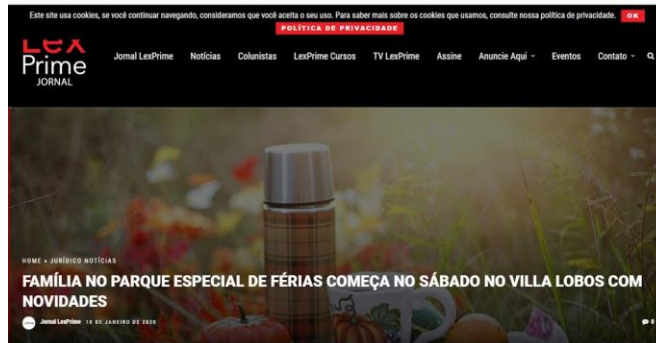 Este site usa cookies, se você continuar navegando, consideramos que você aceita o seu uso. Para saber mais sobre os cookies que usamos, consulte nossa política de privacidade. OK
POLÍTICA DE PRIVACIDADE
Lex
Prime
JORNAL
Jornal LexPrime Notícias Colunistas LexPrime Cursos TV LexPrime Assine Anuncie Aqui Eventos Contato
HOME » JURÍDICO NOTÍCIAS
FAMÍLIA NO PARQUE ESPECIAL DE FÉRIAS COMEÇA NO SÁBADO NO VILLA LOBOS COM
NOVIDADES
Jornal LexPrime 10 DE JANEIRO DE 2020 0